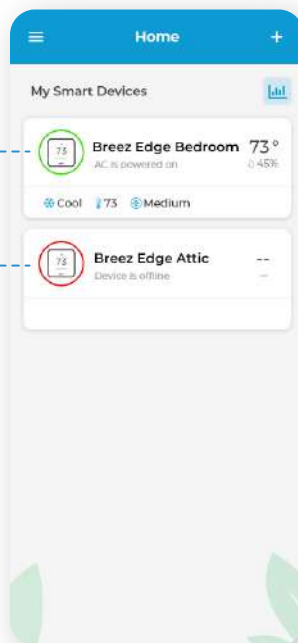 Home
My Smart Devices
73
Breez Edge Bedroom
73°
AC is powered on
45%
Cool
73
Medium
73
Breez Edge Attic
--
Device is offline
--